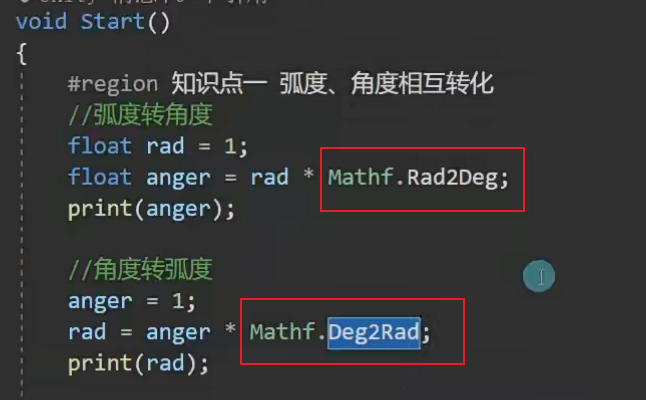 void Start()
{
#region 知识点一 弧度、角度相互转化
//弧度转角度
float rad = 1;
float anger = rad * Mathf.Rad2Deg;
print(anger);
//角度转弧度
anger = 1;
rad = anger * Mathf.Deg2Rad;
print(rad);